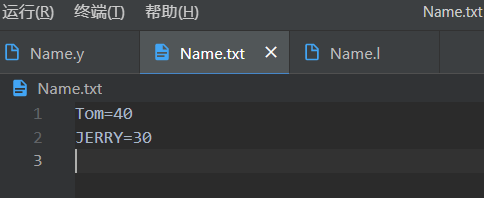 运行(R) 终端(T) 帮助(H) Name.txt
Name.y Name.txt × Name.l
Name.txt
1 Tom=40
2 JERRY=30
3